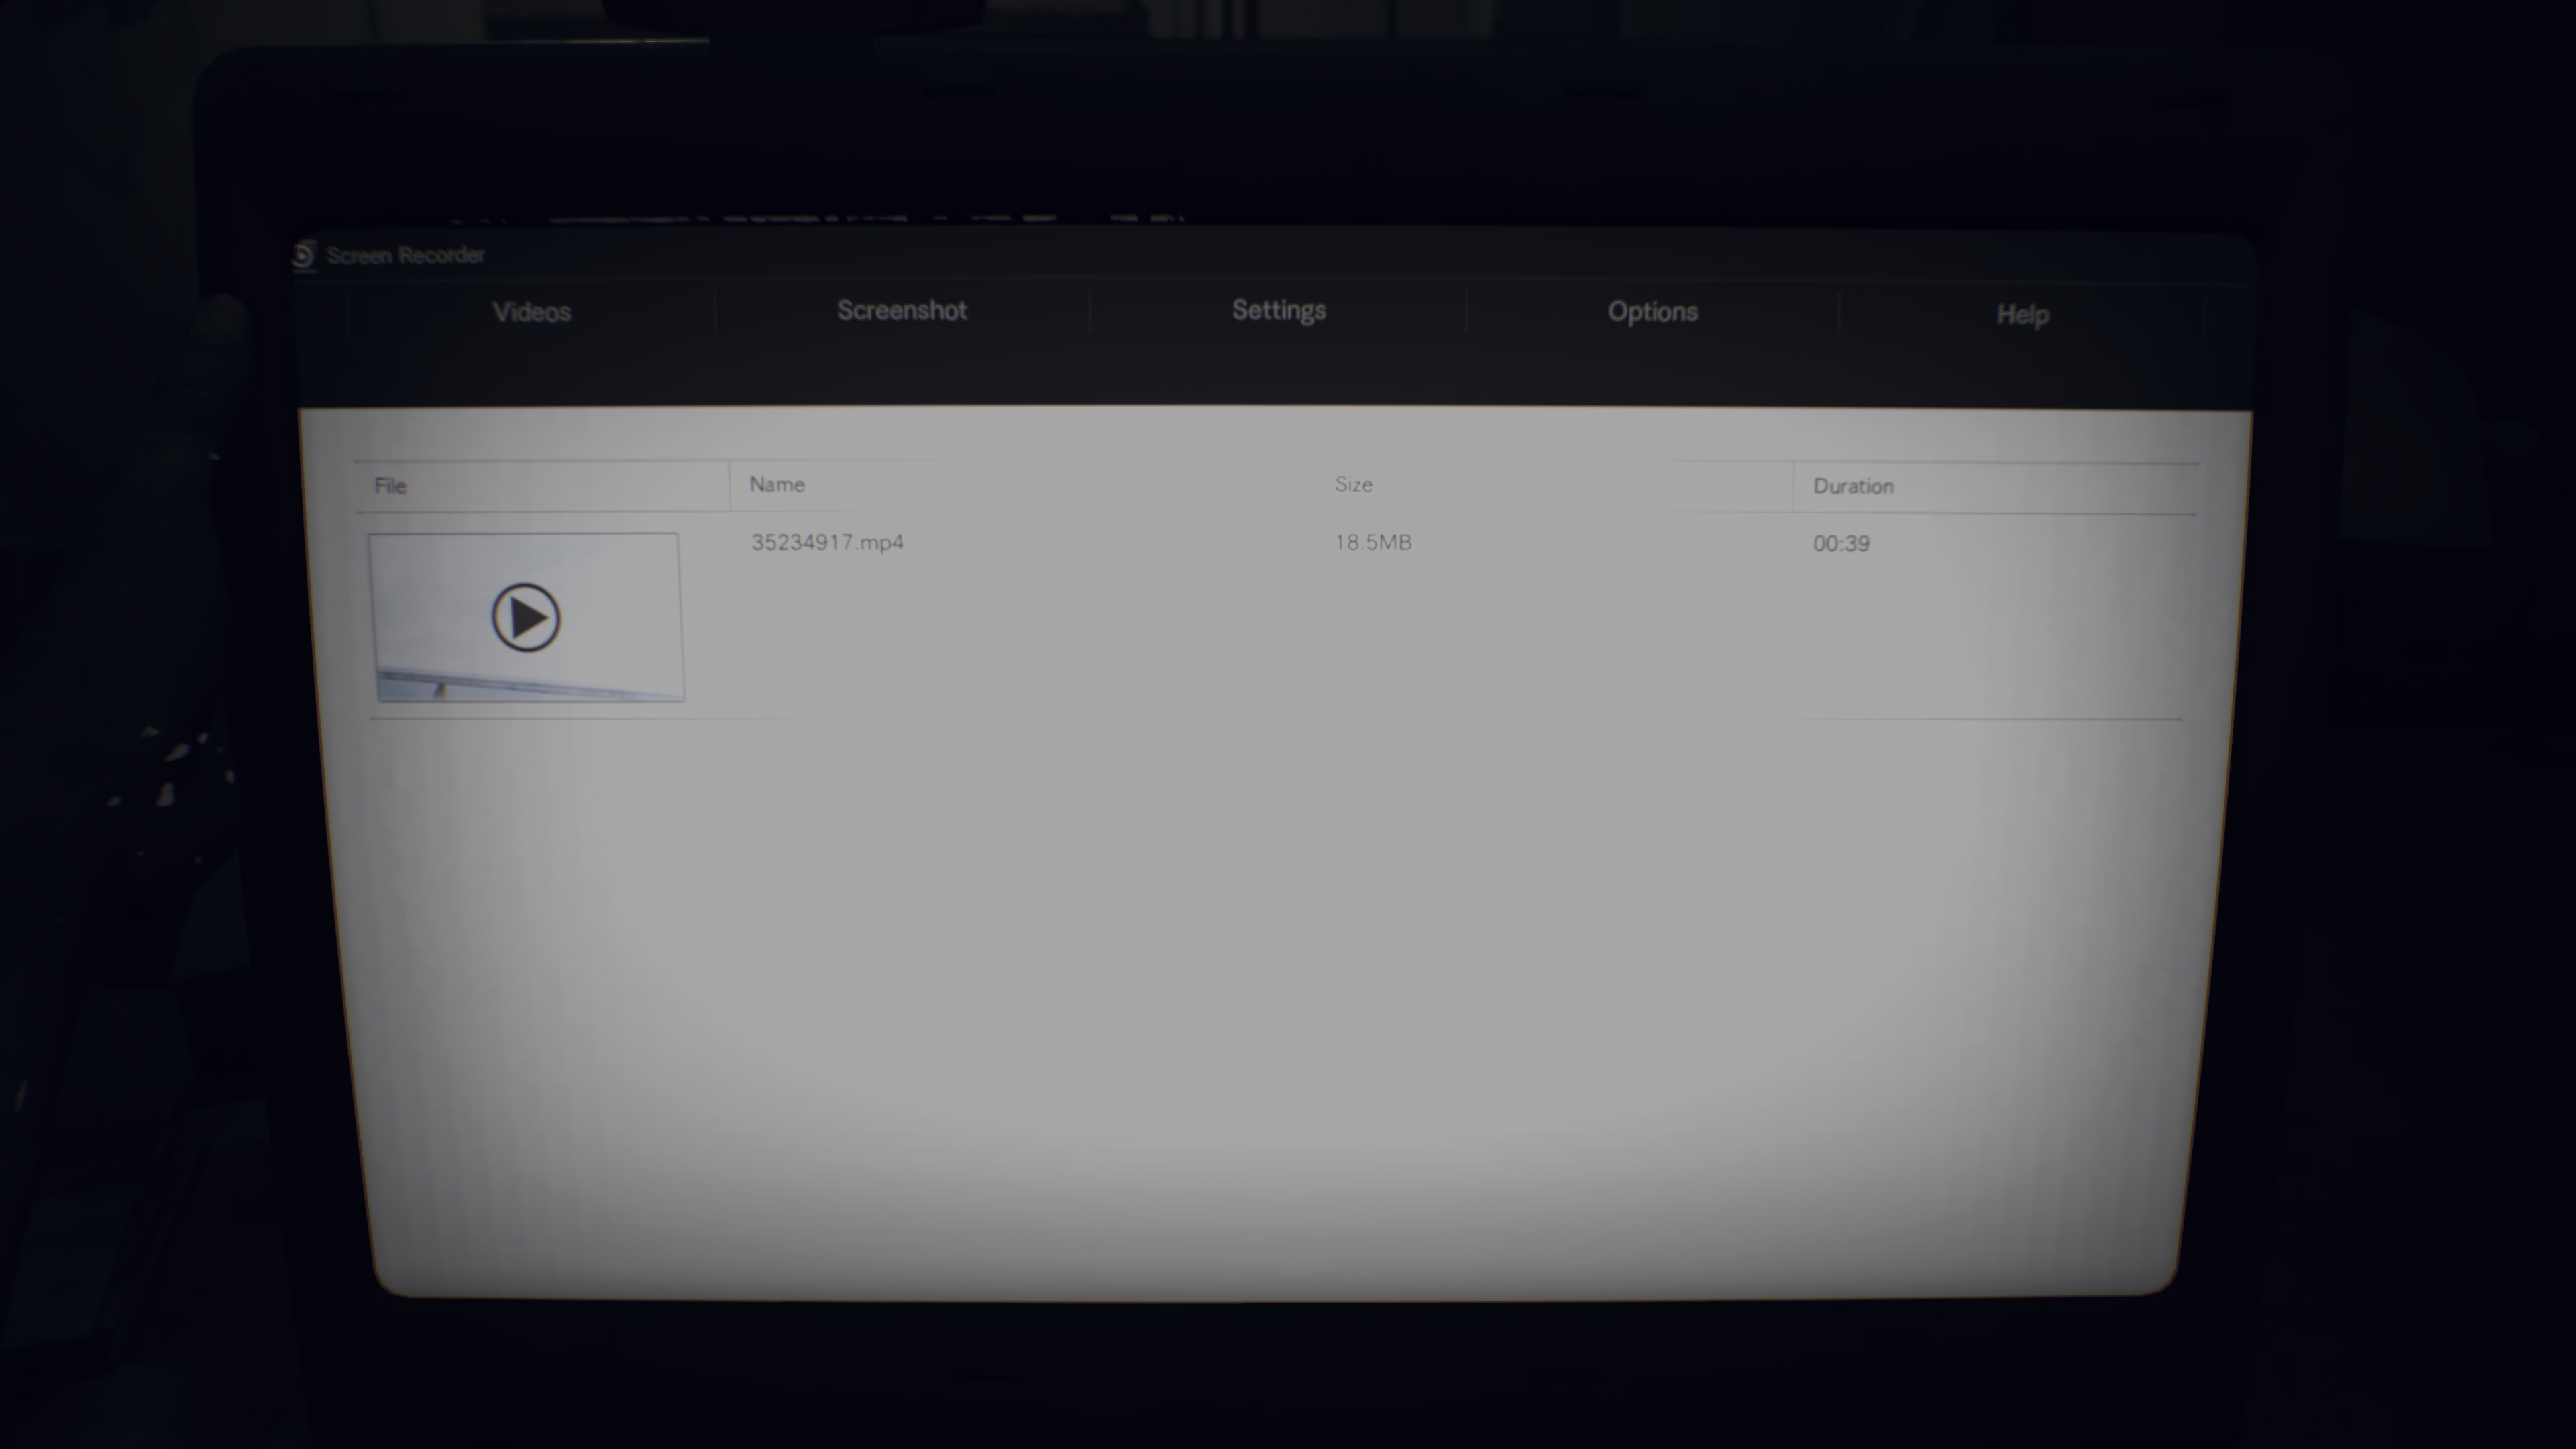 Screen Recorder
Videos Screenshot Settings Options Help
File Name Size Duration
35234917.mp4 18.5MB 00:39